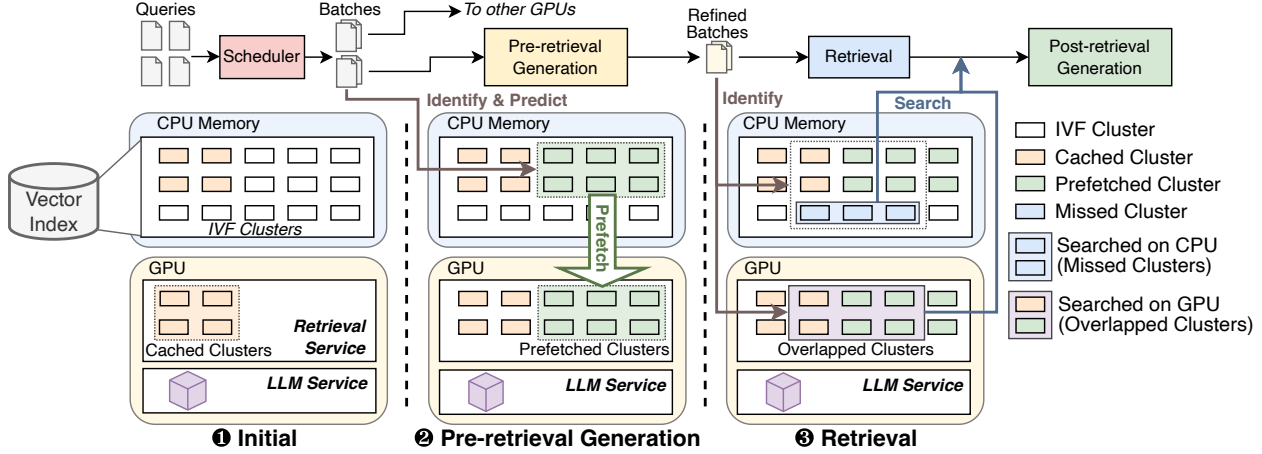 Queries
Batches
To other GPUs
Scheduler
Pre-retrieval
Generation
Refined
Batches
Retrieval
Post-retrieval
Generation
Identify & Predict
Identify
Search
Vector
Index
CPU Memory
IVF Clusters
GPU
Cached Clusters
Retrieval
Service
LLM Service
❶ Initial
CPU Memory
Prefetch
GPU
Prefetched Clusters
LLM Service
❷ Pre-retrieval Generation
CPU Memory
GPU
Overlapped Clusters
LLM Service
❸ Retrieval
IVF Cluster
Cached Cluster
Prefetched Cluster
Missed Cluster
Searched on CPU
(Missed Clusters)
Searched on GPU
(Overlapped Clusters)